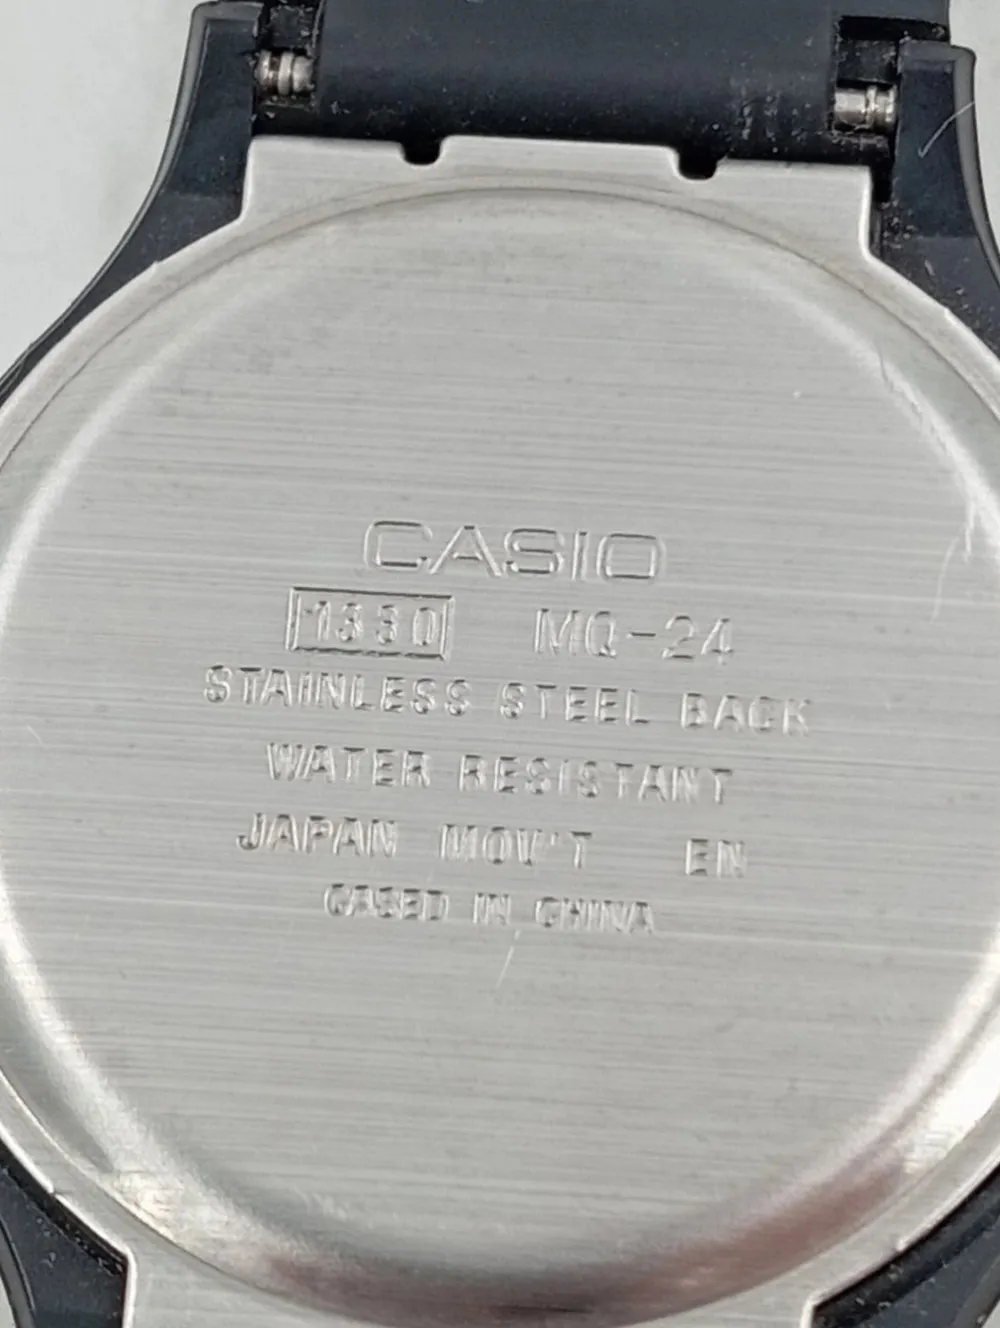 CASIO
1330 MQ-24
STAINLESS STEEL BACK
WATER RESISTANT
JAPAN MOV'T EN
CASED IN CHINA